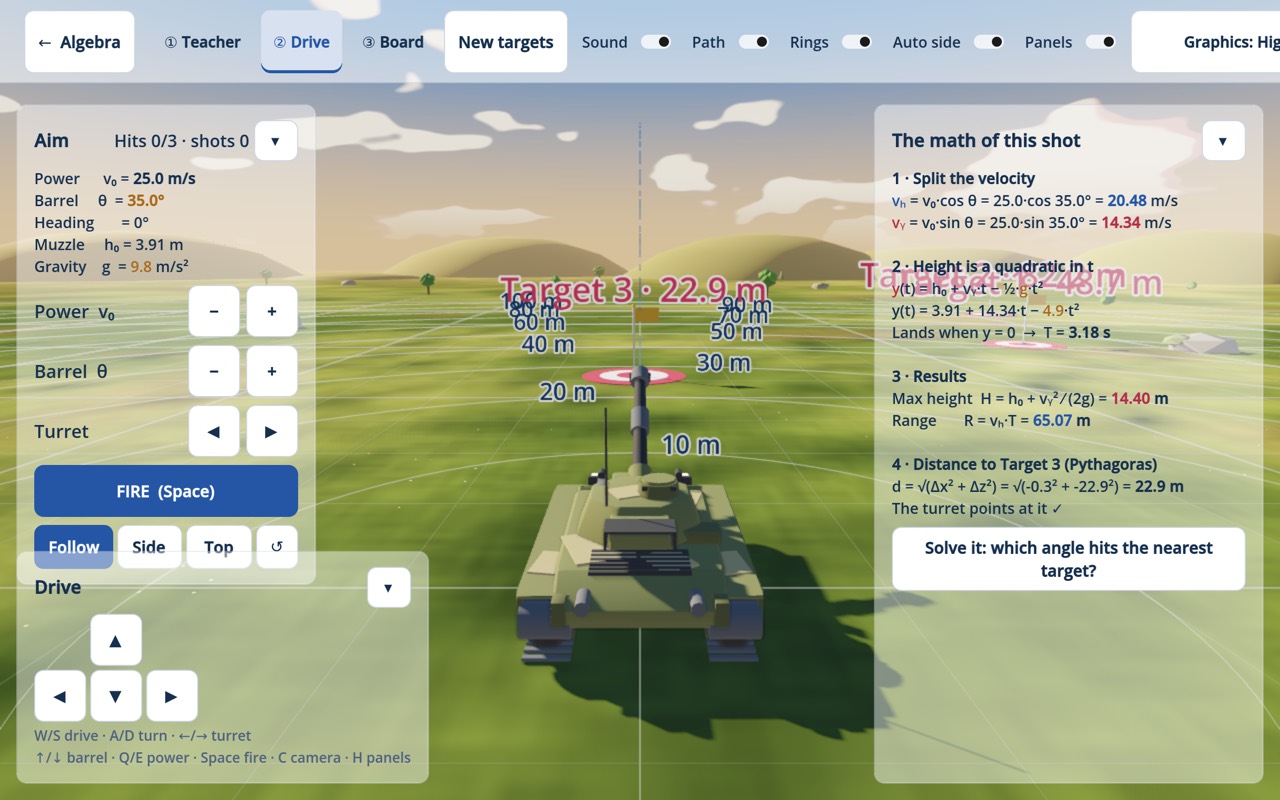 ← Algebra
① Teacher
② Drive
③ Board
New targets
Sound
Path
Rings
Auto side
Panels
Graphics: Hig
Aim Hits 0/3 · shots 0 ▼
Power v₀ = 25.0 m/s
Barrel θ = 35.0°
Heading = 0°
Muzzle h₀ = 3.91 m
Gravity g = 9.8 m/s²
Power v₀ − +
Barrel θ − +
Turret ◀ ▶
FIRE (Space)
Follow Side Top ↺
Drive ▼
▲
◀ ▼ ▶
W/S drive · A/D turn · ←/→ turret
↑/↓ barrel · Q/E power · Space fire · C camera · H panels
Target 3 · 22.9 m
80 m
60 m
40 m
20 m
90 m
70 m
50 m
30 m
10 m
The math of this shot ▼
1 · Split the velocity
vₕ = v₀·cos θ = 25.0·cos 35.0° = 20.48 m/s
vᵧ = v₀·sin θ = 25.0·sin 35.0° = 14.34 m/s
2 · Height is a quadratic in t
y(t) = h₀ + vᵧ·t − ½·g·t²
y(t) = 3.91 + 14.34·t − 4.9·t²
Lands when y = 0 → T = 3.18 s
3 · Results
Max height H = h₀ + vᵧ²/(2g) = 14.40 m
Range R = vₕ·T = 65.07 m
4 · Distance to Target 3 (Pythagoras)
d = √(Δx² + Δz²) = √(-0.3² + -22.9²) = 22.9 m
The turret points at it ✓
Solve it: which angle hits the nearest
target?